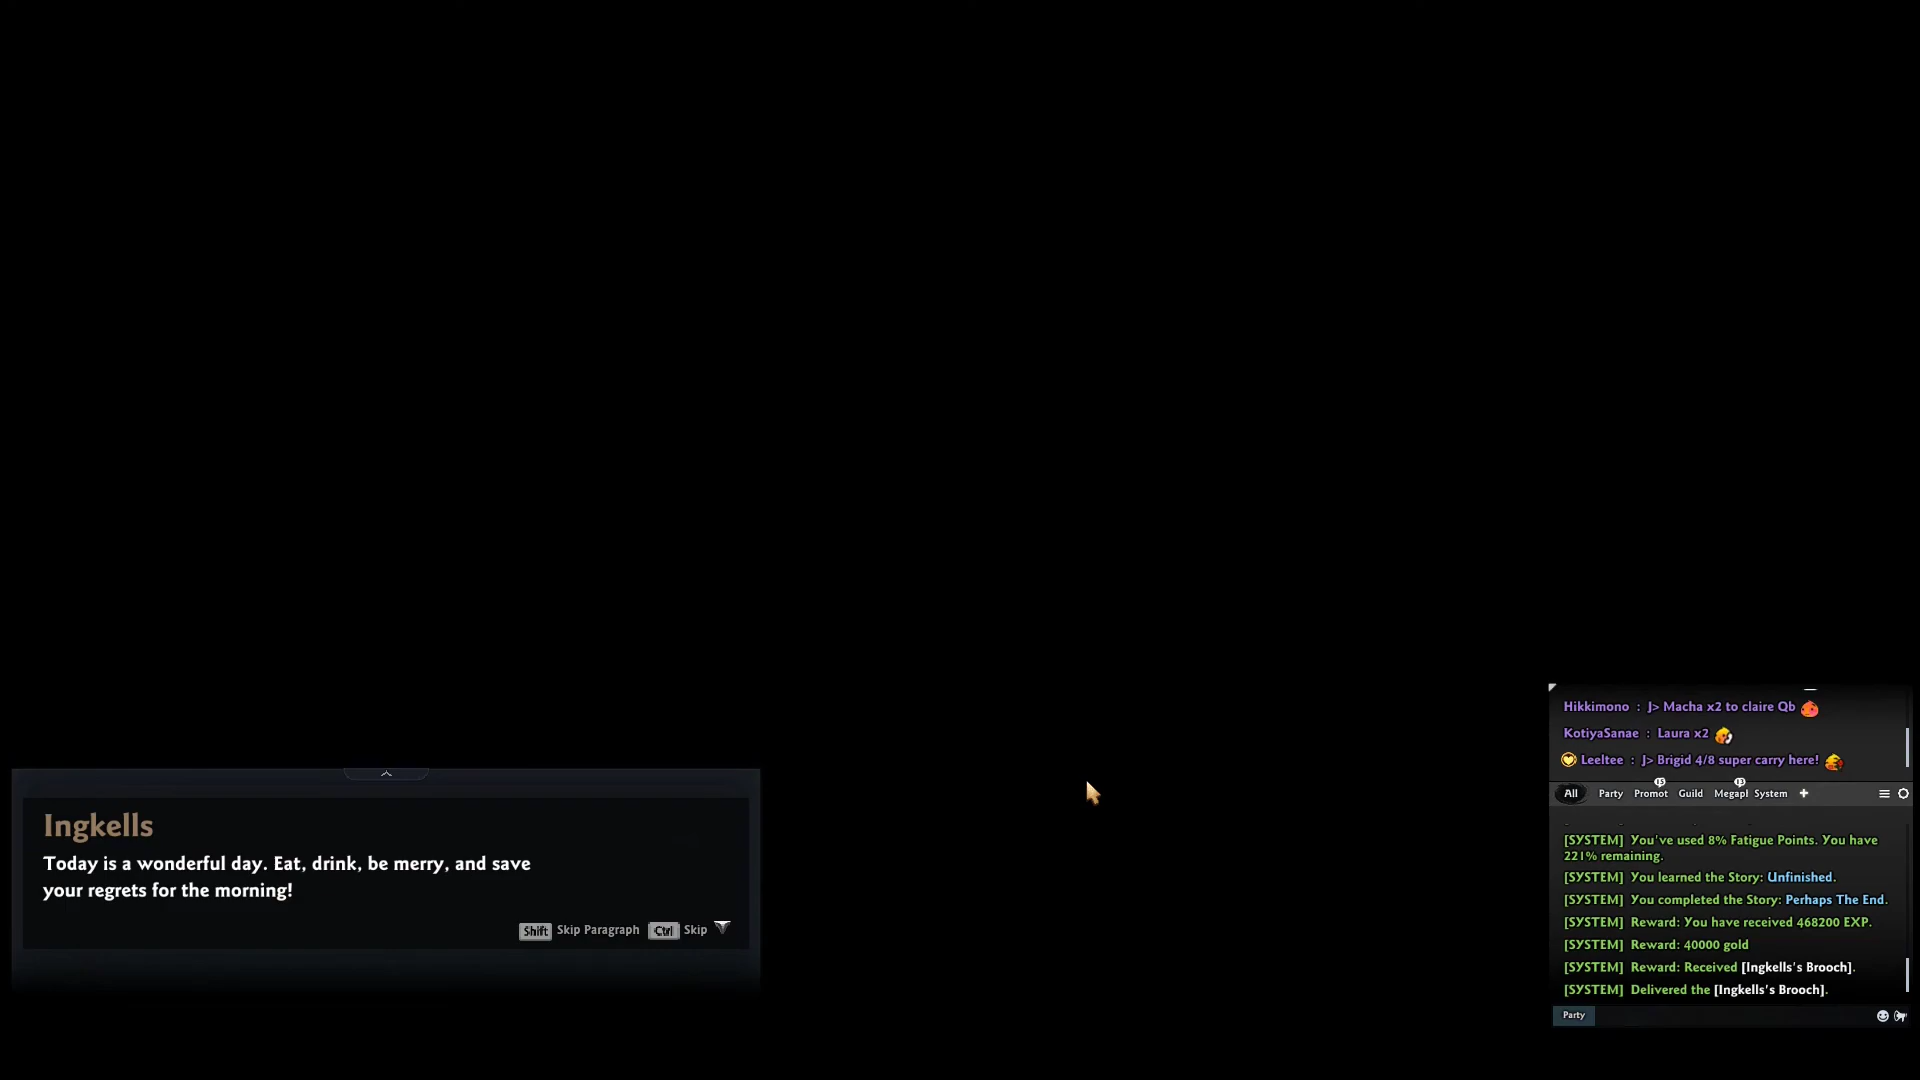 Ingkells
Today is a wonderful day. Eat, drink, be merry, and save
your regrets for the morning!
Shift Skip Paragraph Ctrl Skip
Hikkimono : J> Macha x2 to claire Qb
KotiyaSanae : Laura x2
Leeltee : J> Brigid 4/8 super carry here!
15 13
All Party Promot Guild Megapl System +
[SYSTEM] You've used 8% Fatigue Points. You have
221% remaining.
[SYSTEM] You learned the Story: Unfinished.
[SYSTEM] You completed the Story: Perhaps The End.
[SYSTEM] Reward: You have received 468200 EXP.
[SYSTEM] Reward: 40000 gold
[SYSTEM] Reward: Received [Ingkells's Brooch].
[SYSTEM] Delivered the [Ingkells's Brooch].
Party